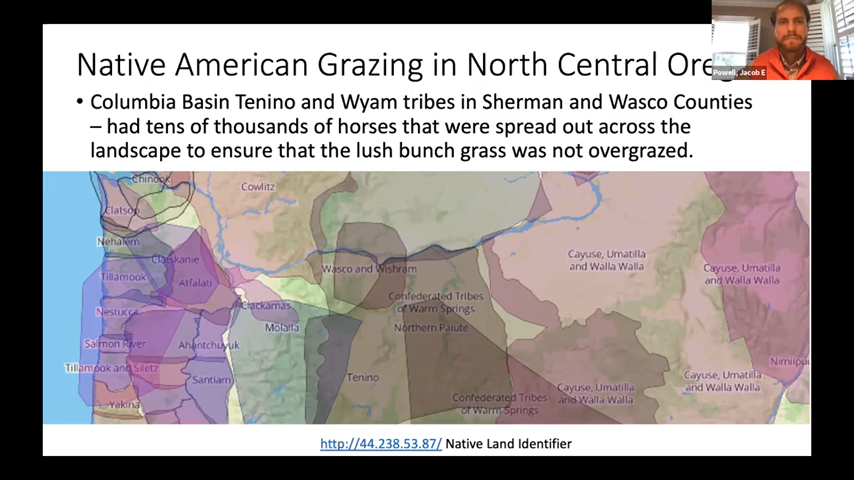 Native American Grazing in North Central Ore
Powell, Jacob E
• Columbia Basin Tenino and Wyam tribes in Sherman and Wasco Counties
– had tens of thousands of horses that were spread out across the
landscape to ensure that the lush bunch grass was not overgrazed.
Chinook
Cowlitz
Clatsop
Nehalem
Clatskanie
Tillamook
Atfalati
Nestucca
Clackamas
Molalla
Salmon River
Ahantchuyuk
Tillamook and Siletz
Santiam
Yakina
Wasco and Wishram
Confederated Tribes
of Warm Springs
Northern Paiute
Tenino
Confederated Tribes
of Warm Springs
Cayuse, Umatilla
and Walla Walla
Cayuse, Umatilla
and Walla Walla
Nimiipu
Cayuse, Umatilla
and Walla Walla
Cayuse, Umatilla
and Walla Walla
http://44.238.53.87/ Native Land Identifier